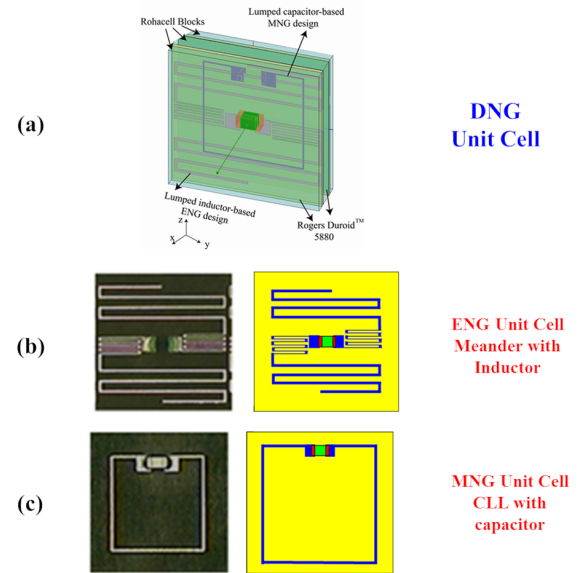 (a)
Rohacell Blocks
Lumped capacitor-based
MNG design
Lumped inductor-based
ENG design
Rogers Duroid™
5880
z
x
y
DNG
Unit Cell
(b)
ENG Unit Cell
Meander with
Inductor
(c)
MNG Unit Cell
CLL with
capacitor